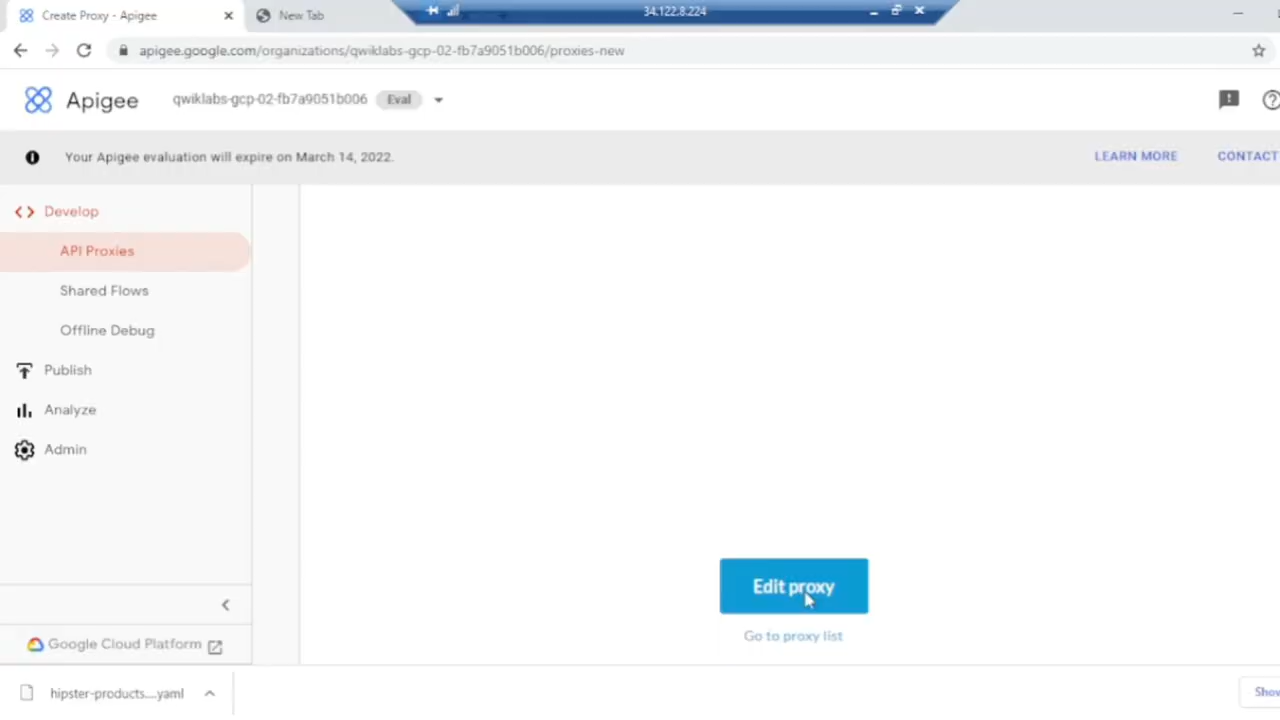 Create Proxy - Apigee
New Tab
34.122.8.224
apigee.google.com/organizations/qwiklabs-gcp-02-fb7a9051b006/proxies-new
Apigee
qwiklabs-gcp-02-fb7a9051b006
Eval
Your Apigee evaluation will expire on March 14, 2022.
LEARN MORE
CONTACT
Develop
API Proxies
Shared Flows
Offline Debug
Publish
Analyze
Admin
Edit proxy
Go to proxy list
Google Cloud Platform
hipster-products....yaml
Show